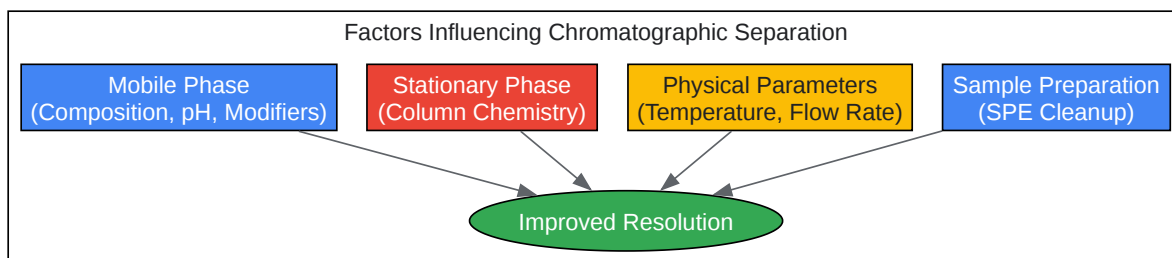 Factors Influencing Chromatographic Separation
Mobile Phase
(Composition, pH, Modifiers)
Stationary Phase
(Column Chemistry)
Physical Parameters
(Temperature, Flow Rate)
Sample Preparation
(SPE Cleanup)
Improved Resolution